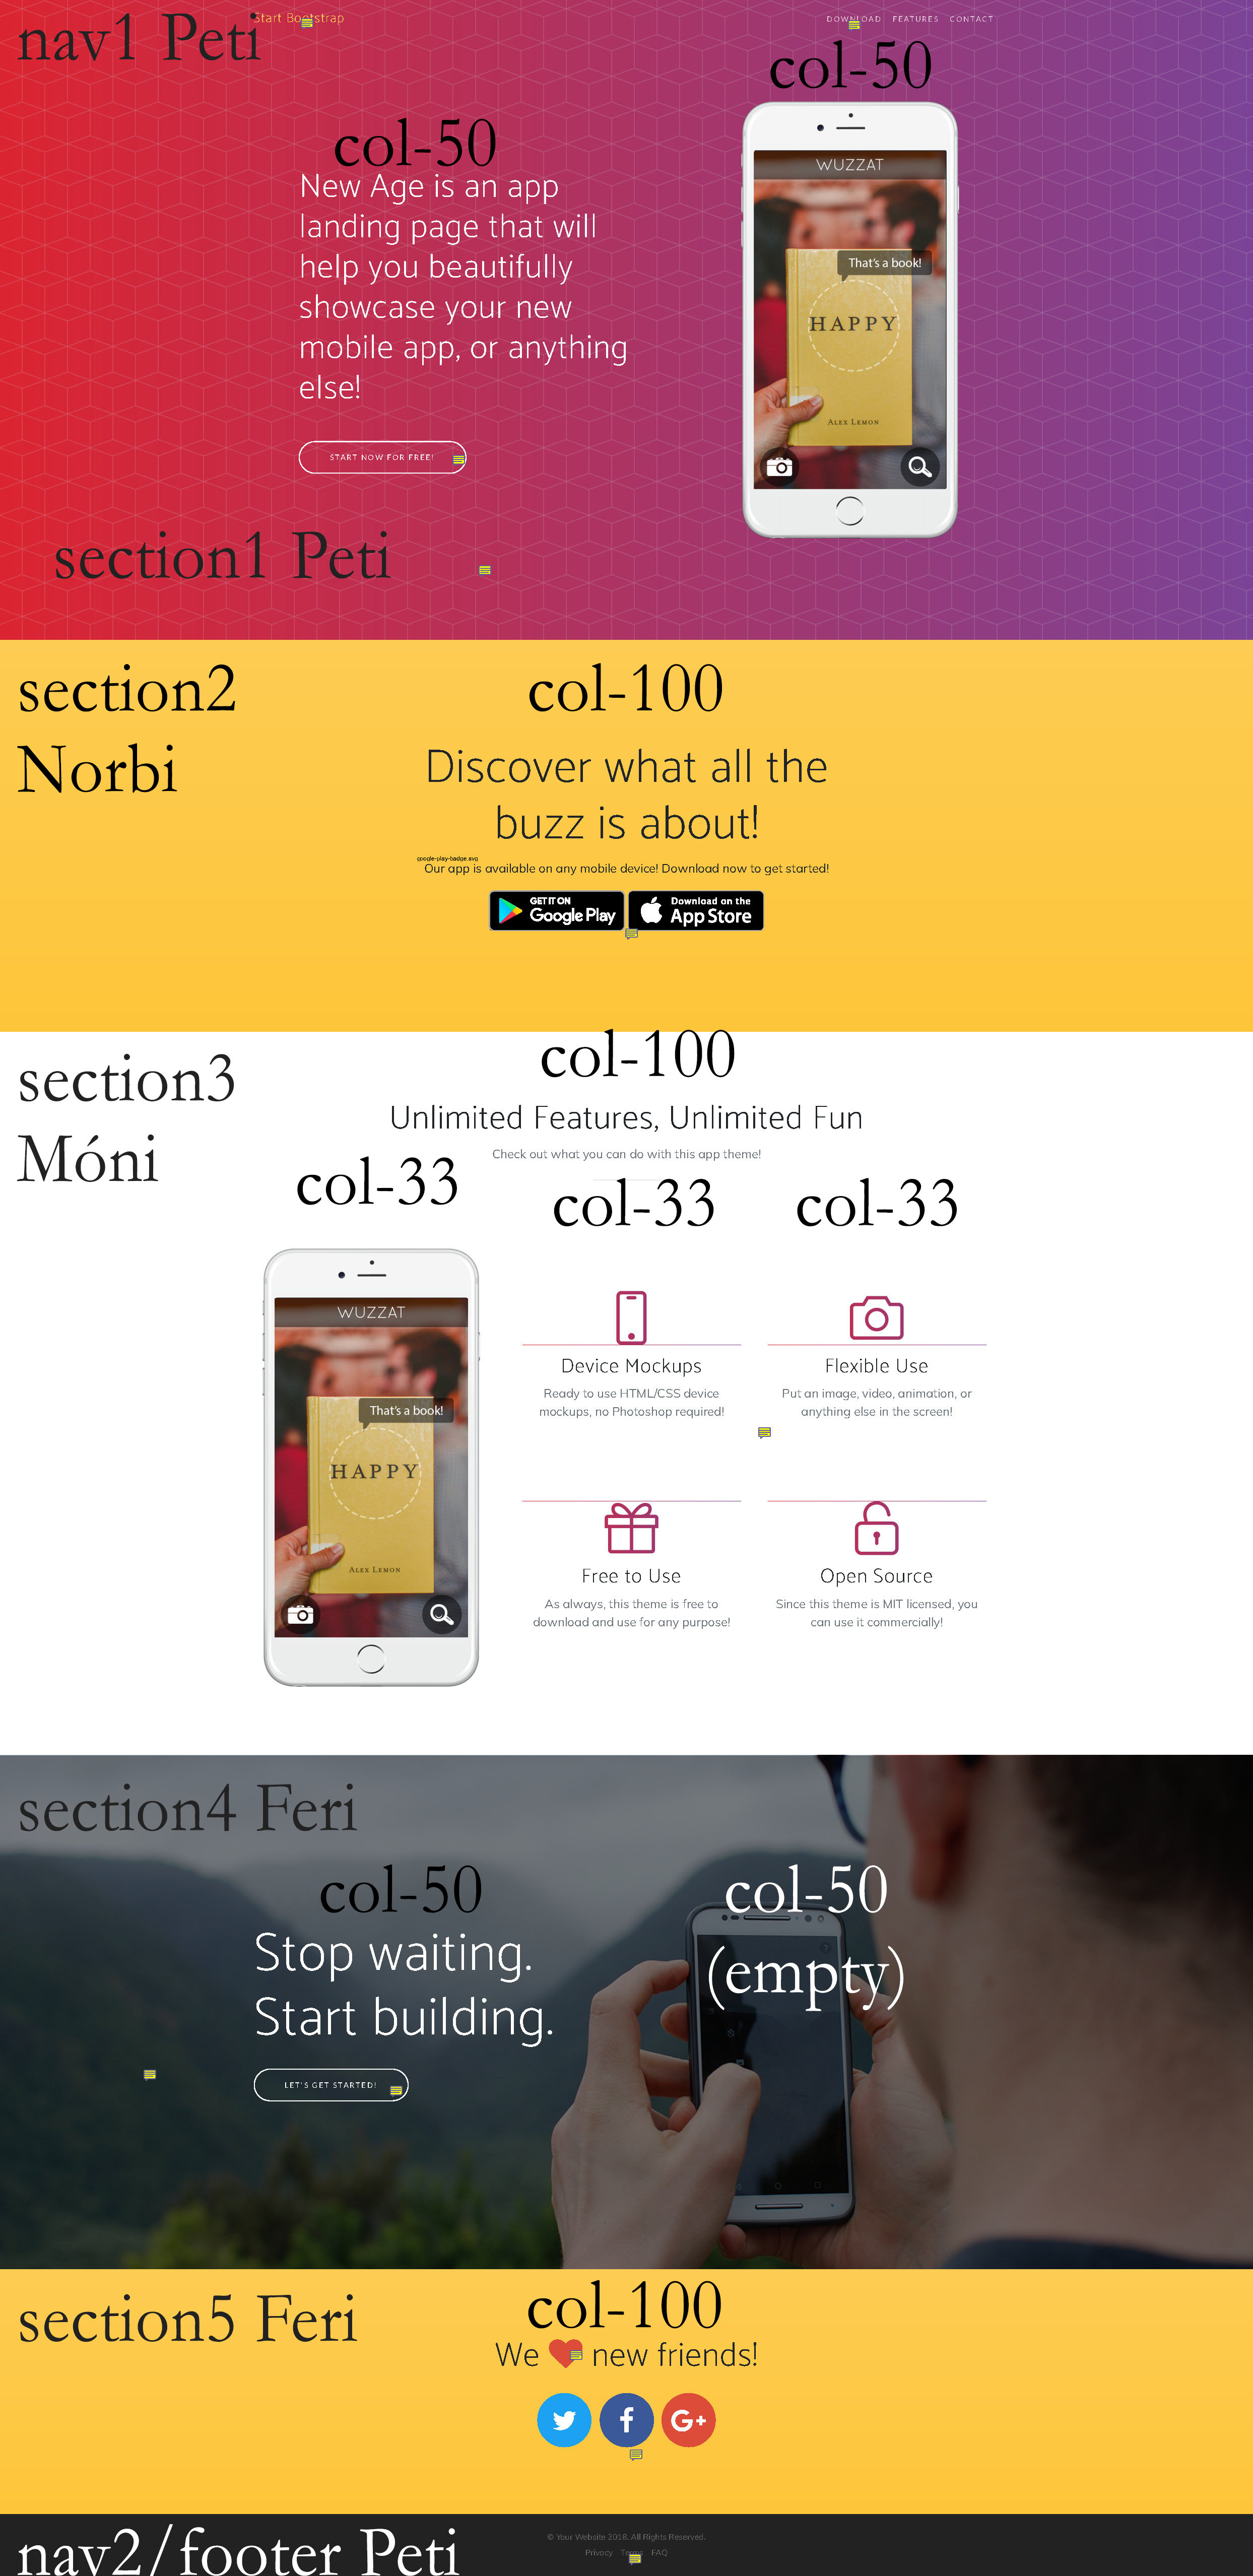 nav1 Peti
Start Bootstrap
DOWNLOAD FEATURES CONTACT
col-50
col-50
New Age is an app
landing page that will
help you beautifully
showcase your new
mobile app, or anything
else!
START NOW FOR FREE!
WUZZAT
That's a book!
HAPPY
ALEX LEMON
section1 Peti
section2
Norbi
col-100
Discover what all the
buzz is about!
google-play-badge.svg
Our app is available on any mobile device! Download now to get started!
GET IT ON
Google Play
Download on the
App Store
section3
Móni
col-100
Unlimited Features, Unlimited Fun
Check out what you can do with this app theme!
col-33
col-33
col-33
WUZZAT
That's a book!
HAPPY
ALEX LEMON
Device Mockups
Ready to use HTML/CSS device
mockups, no Photoshop required!
Flexible Use
Put an image, video, animation, or
anything else in the screen!
Free to Use
As always, this theme is free to
download and use for any purpose!
Open Source
Since this theme is MIT licensed, you
can use it commercially!
section4 Feri
col-50
Stop waiting.
Start building.
LET'S GET STARTED!
col-50
(empty)
section5 Feri
col-100
We new friends!
G+
nav2/footer Peti
© Your Website 2018. All Rights Reserved.
Privacy Terms FAQ